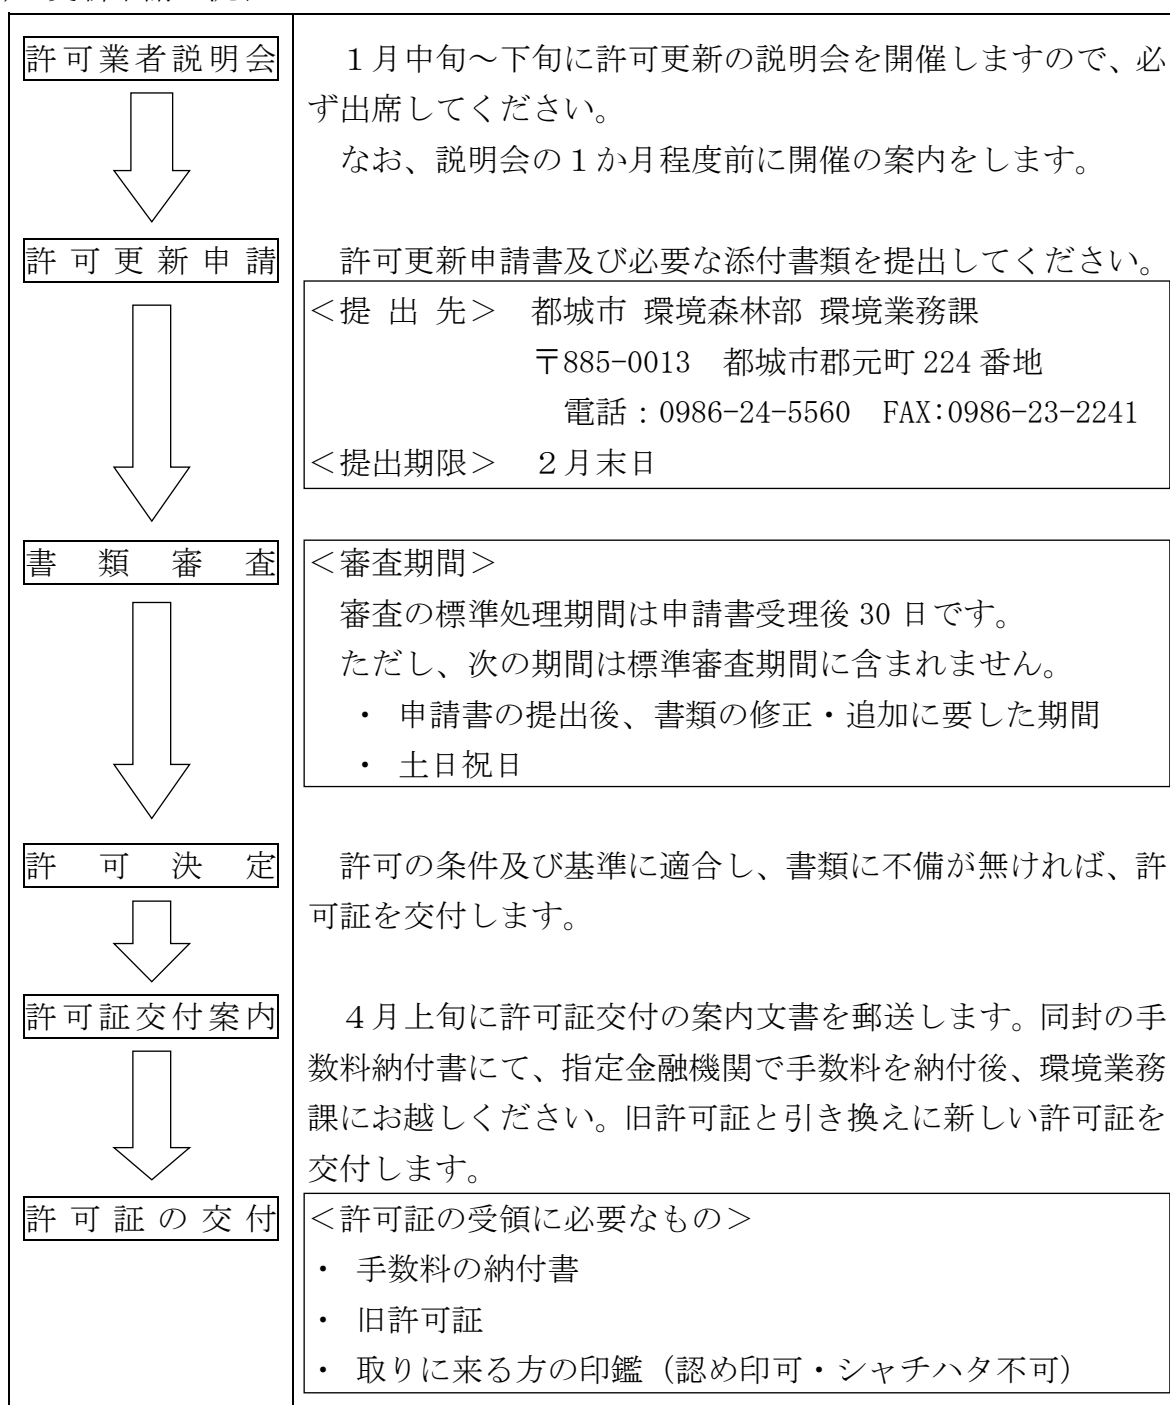 許可業者説明会
１月中旬～下旬に許可更新の説明会を開催しますので、必
ず出席してください。
なお、説明会の１か月程度前に開催の案内をします。
許可更新申請
許可更新申請書及び必要な添付書類を提出してください。
＜提出先＞ 都城市 環境森林部 環境業務課
〒885-0013 都城市郡元町 224 番地
電話：0986-24-5560 FAX:0986-23-2241
＜提出期限＞ ２月末日
書類審査
＜審査期間＞
審査の標準処理期間は申請書受理後 30 日です。
ただし、次の期間は標準審査期間に含まれません。
・ 申請書の提出後、書類の修正・追加に要した期間
・ 土日祝日
許可決定
許可の条件及び基準に適合し、書類に不備が無ければ、許
可証を交付します。
許可証交付案内
４月上旬に許可証交付の案内文書を郵送します。同封の手
数料納付書にて、指定金融機関で手数料を納付後、環境業務
課にお越しください。旧許可証と引き換えに新しい許可証を
交付します。
許可証の交付
＜許可証の受領に必要なもの＞
・ 手数料の納付書
・ 旧許可証
・ 取りに来る方の印鑑（認め印可・シャチハタ不可）